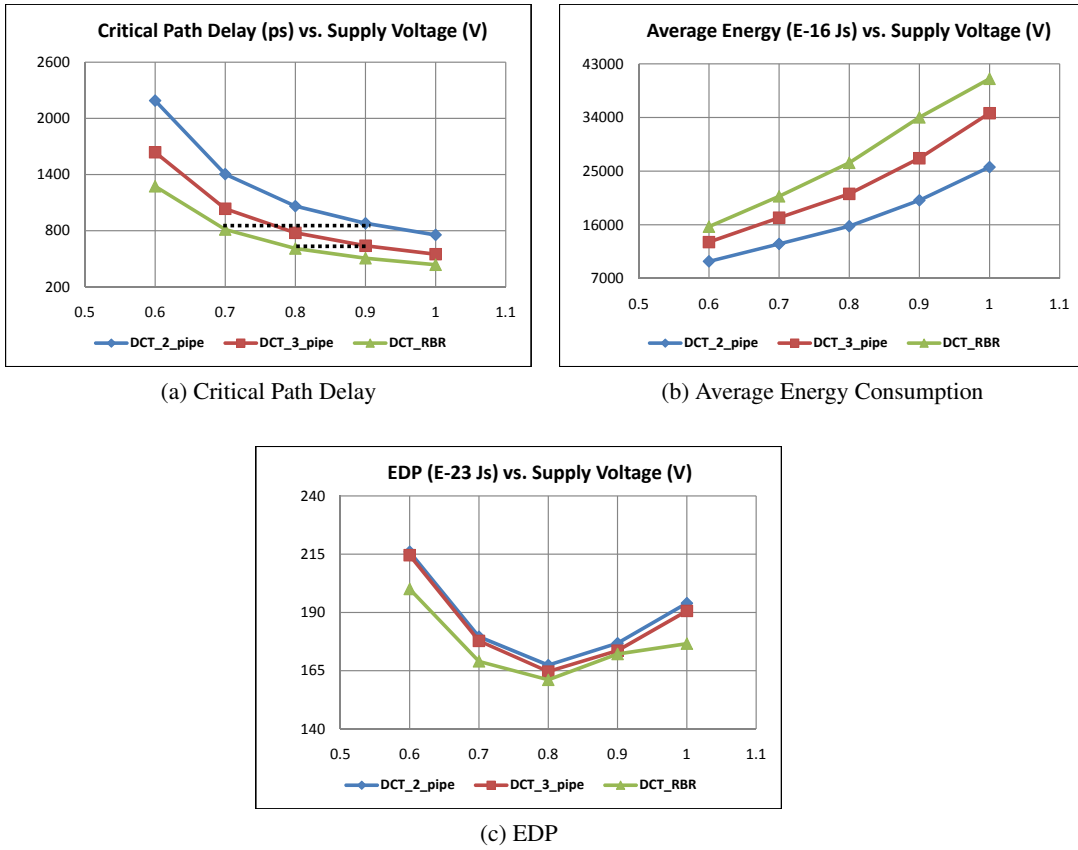 Critical Path Delay (ps) vs. Supply Voltage (V)
2600
2000
1400
800
200
0.5 0.6 0.7 0.8 0.9 1 1.1
DCT_2_pipe DCT_3_pipe DCT_RBR
(a) Critical Path Delay
Average Energy (E-16 Js) vs. Supply Voltage (V)
43000
34000
25000
16000
7000
0.5 0.6 0.7 0.8 0.9 1 1.1
DCT_2_pipe DCT_3_pipe DCT_RBR
(b) Average Energy Consumption
EDP (E-23 Js) vs. Supply Voltage (V)
240
215
190
165
140
0.5 0.6 0.7 0.8 0.9 1 1.1
DCT_2_pipe DCT_3_pipe DCT_RBR
(c) EDP